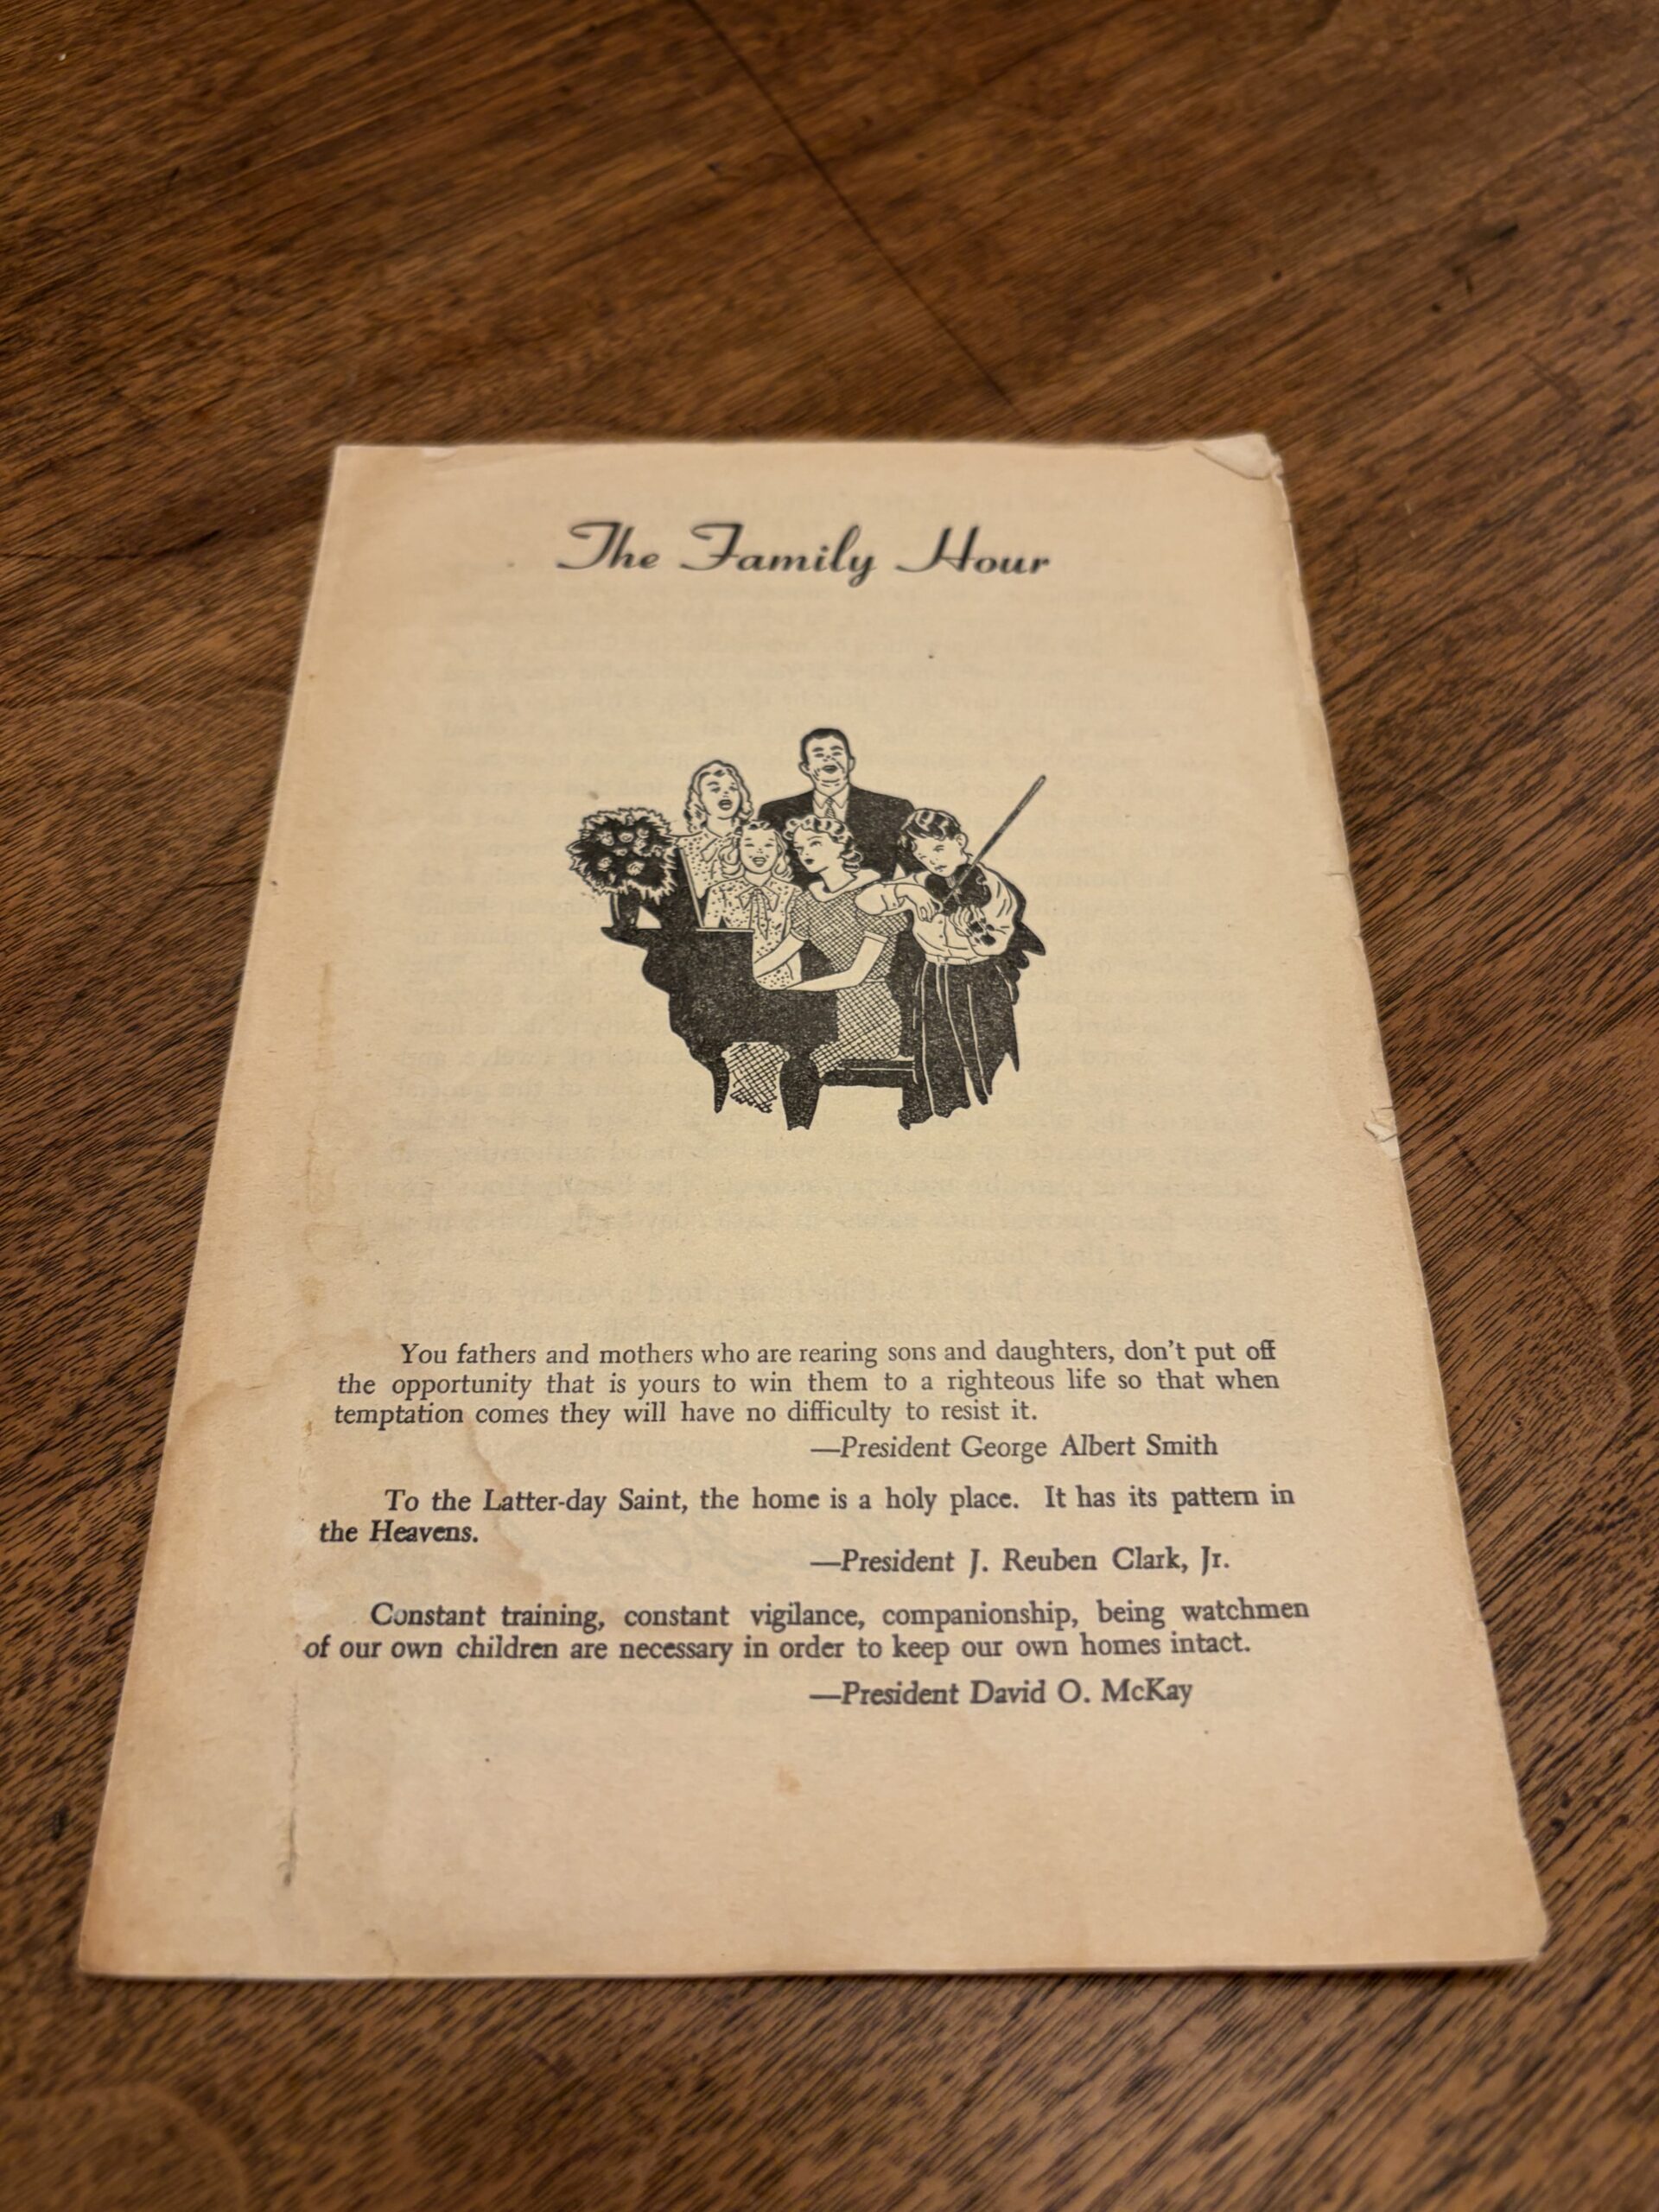 The Family Hour
You fathers and mothers who are rearing sons and daughters, don't put off
the opportunity that is yours to win them to a righteous life so that when
temptation comes they will have no difficulty to resist it.
—President George Albert Smith
To the Latter-day Saint, the home is a holy place. It has its pattern in
the Heavens.
—President J. Reuben Clark, Jr.
Constant training, constant vigilance, companionship, being watchmen
of our own children are necessary in order to keep our own homes intact.
—President David O. McKay